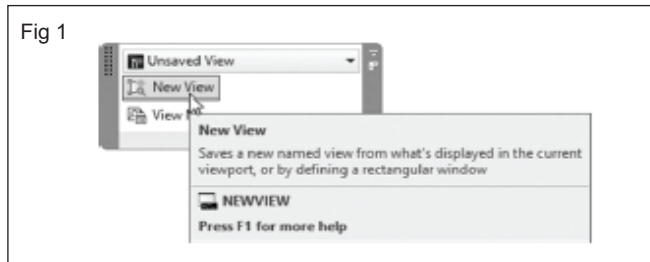 Fig 1
Unsaved View
New View
View
New View
Saves a new named view from what's displayed in the current
viewport, or by defining a rectangular window
NEWVIEW
Press F1 for more help